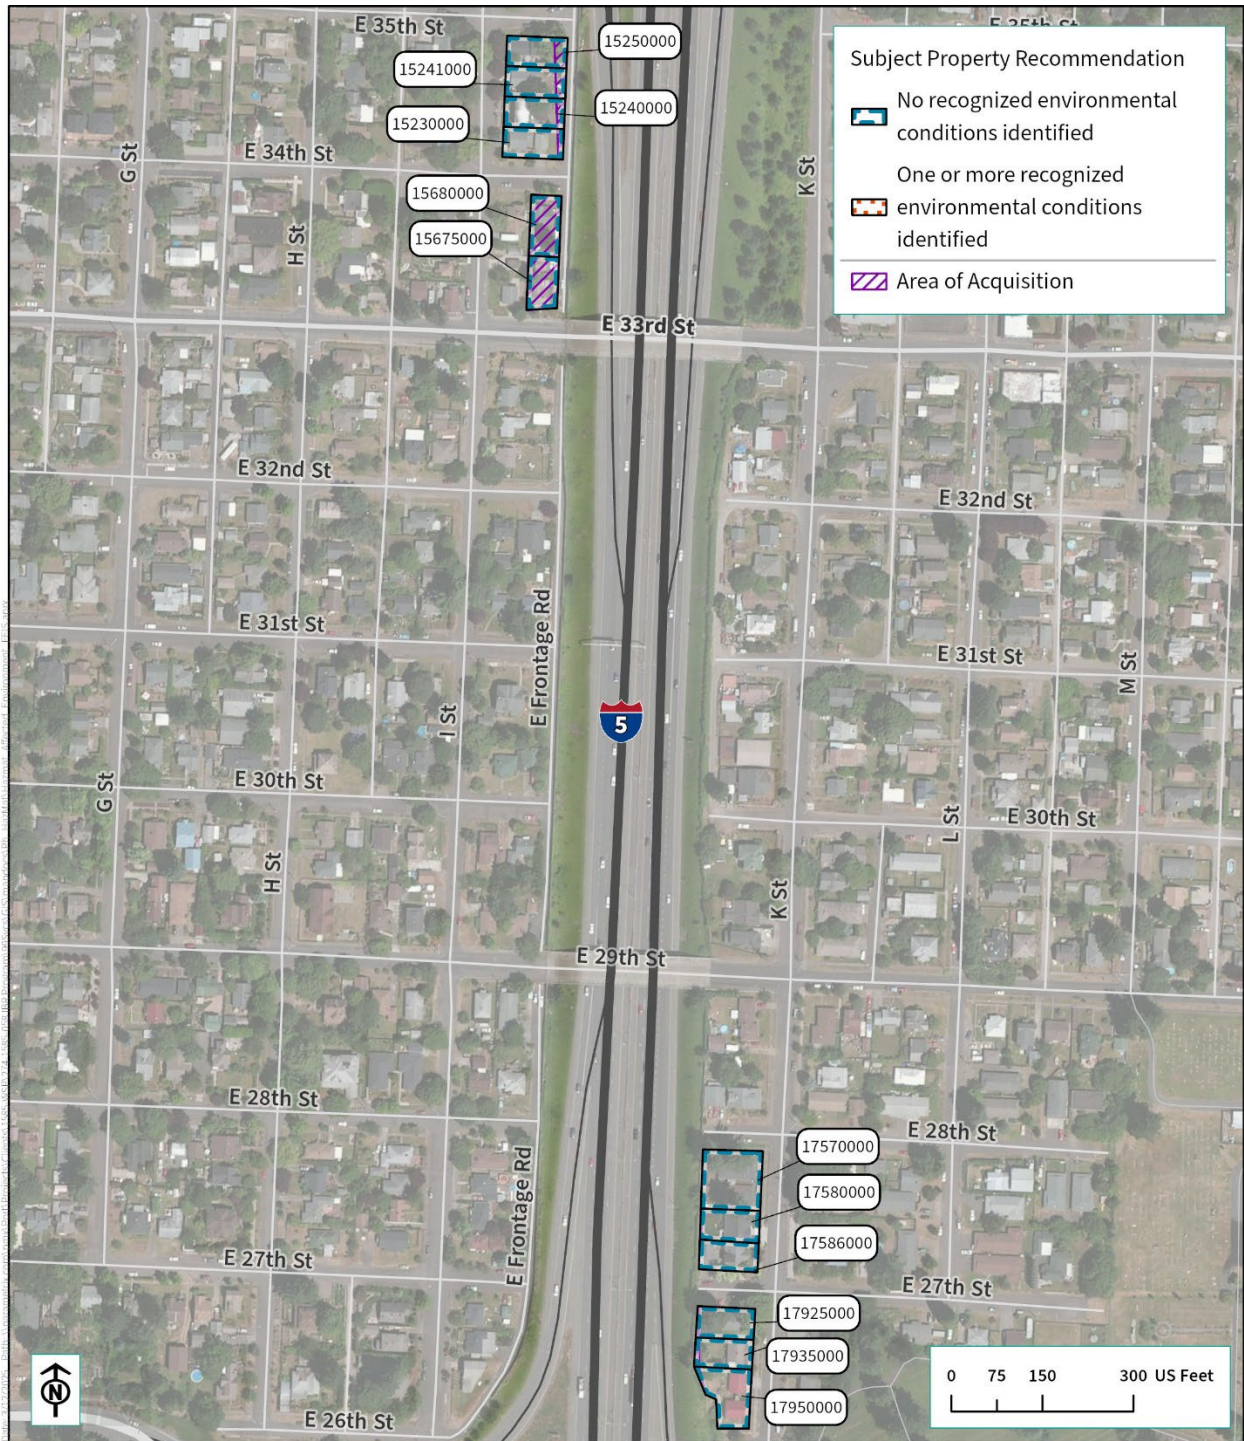 E 35th St
E 35th St
15250000
15241000
15240000
15230000
E 34th St
G St
H St
K St
15680000
15675000
E 33rd St
Subject Property Recommendation
No recognized environmental
conditions identified
One or more recognized
environmental conditions
identified
Area of Acquisition
E 32nd St
E 32nd St
E 31st St
E 31st St
E Frontage Rd
I St
M St
5
E 30th St
E 30th St
G St
H St
L St
K St
E 29th St
E 28th St
E 28th St
17570000
17580000
17586000
E Frontage Rd
E 27th St
E 27th St
17925000
17935000
17950000
E 26th St
N
0 75 150 300 US Feet